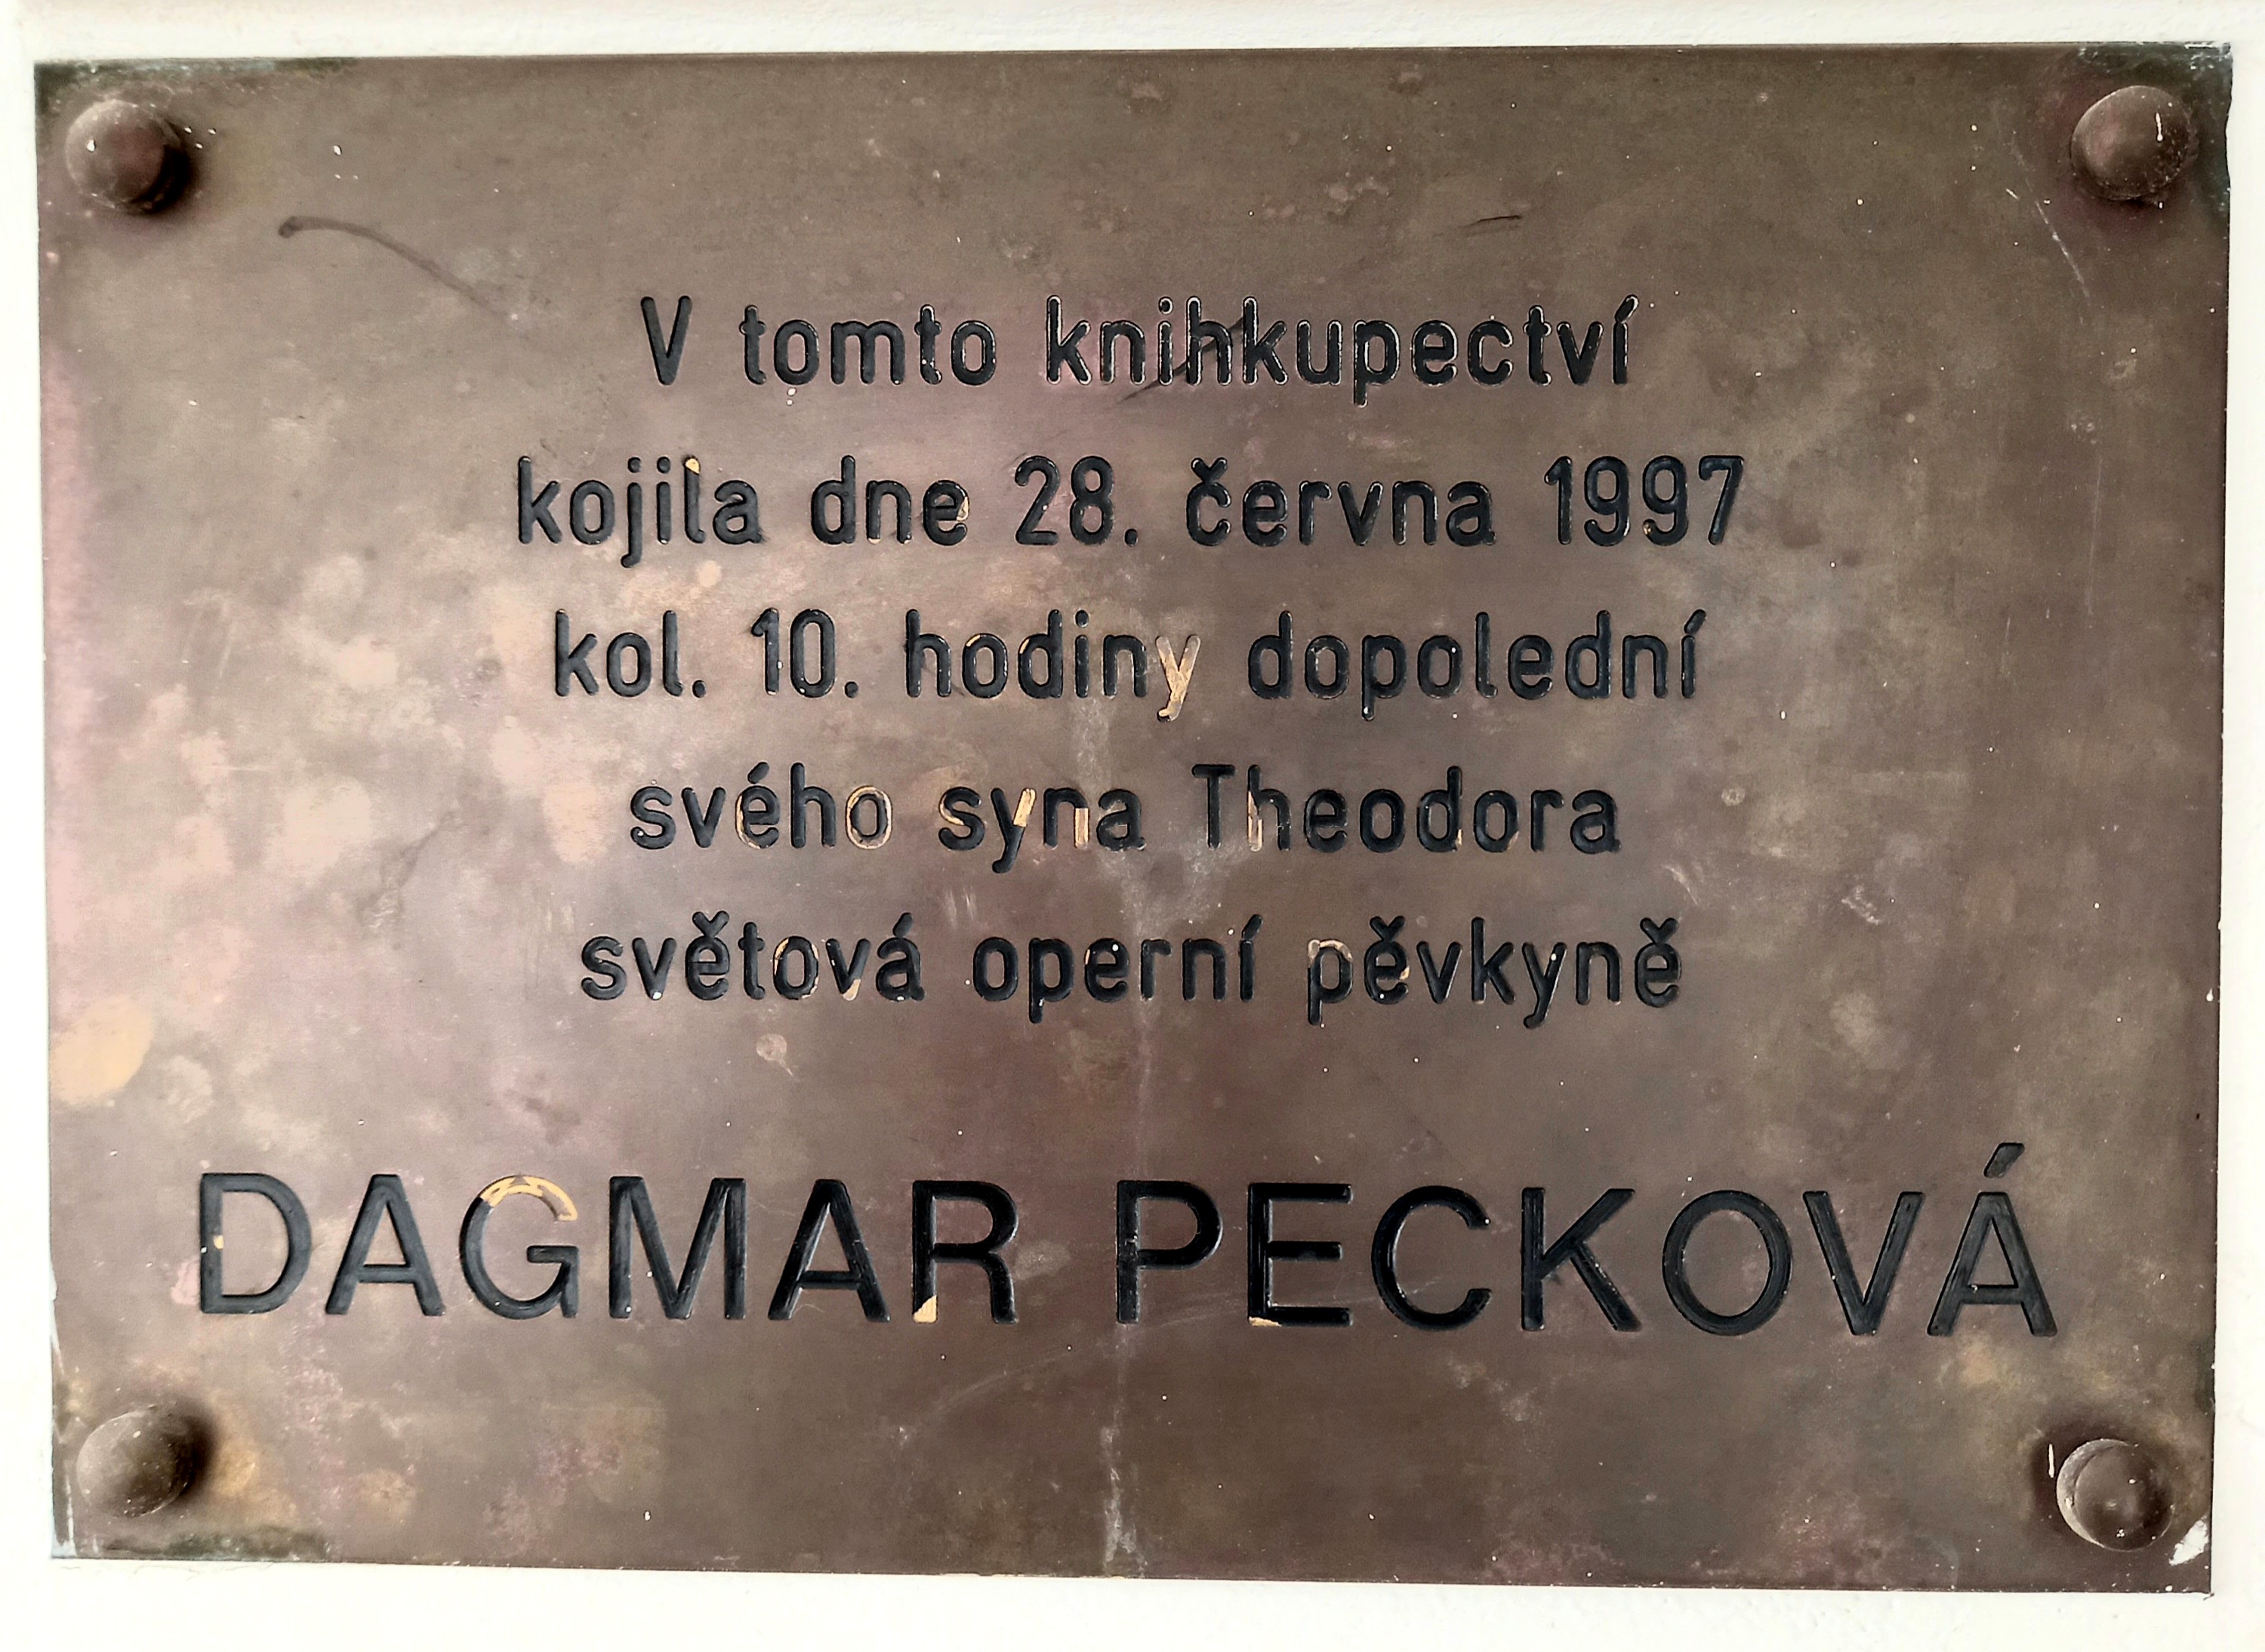 V tomto knihkupectví
kojila dne 28. června 1997
kol. 10. hodiny dopolední
svého syna Theodora
světová operní pěvkyně
DAGMAR PECKOVÁ